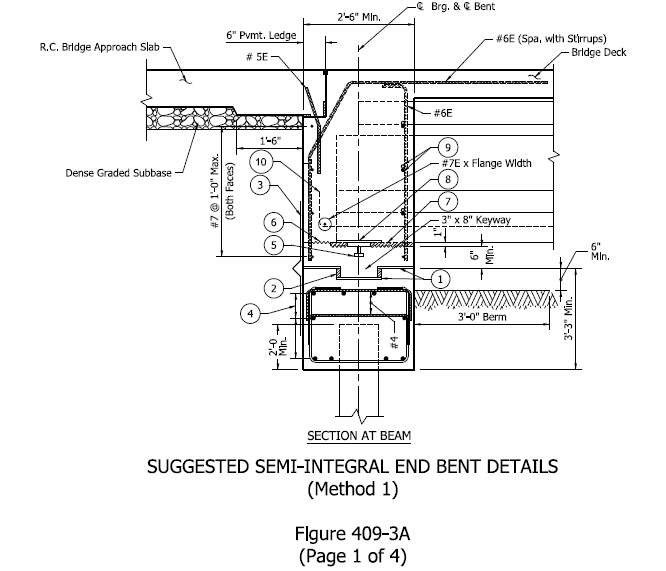 ℄ Brg. & ℄ Bent
2'-6" Min.
6" Pvmt. Ledge
#6E (Spa. with Stirrups)
R.C. Bridge Approach Slab
# 5E
Bridge Deck
#6E
1'-6"
9
10
#7E x Flange Width
Dense Graded Subbase
8
#7 @ 1'-0" Max.
(Both Faces)
3
7
6
3" x 8" Keyway
1"
5
6"
Min.
6"
Min.
2
1
4
3'-0" Berm
3'-3" Min.
2'-0
Min.
#4
SECTION AT BEAM
SUGGESTED SEMI-INTEGRAL END BENT DETAILS
(Method 1)
Figure 409-3A
(Page 1 of 4)